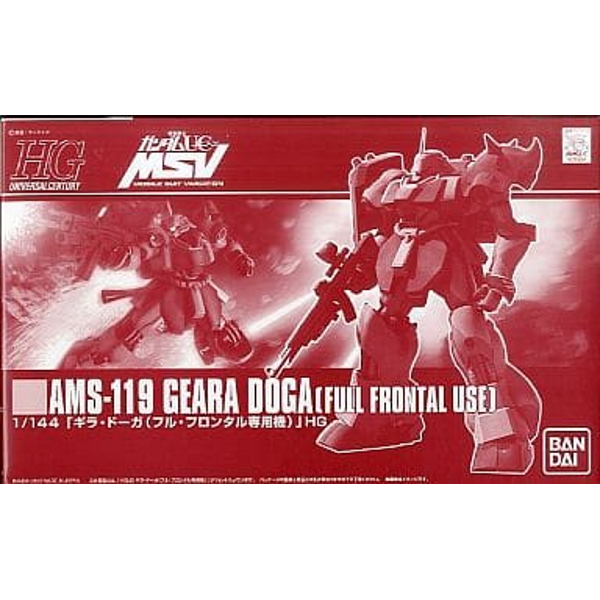 HG
UNIVERSAL CENTURY
ガンダムUC
MSV
MOBILE SUIT VARIATION
AMS-119 GEARA DOGA (FULL FRONTAL USE)
1/144『ギラ・ドーガ(フル・フロンタル専用機)』HG
BAN
DAI